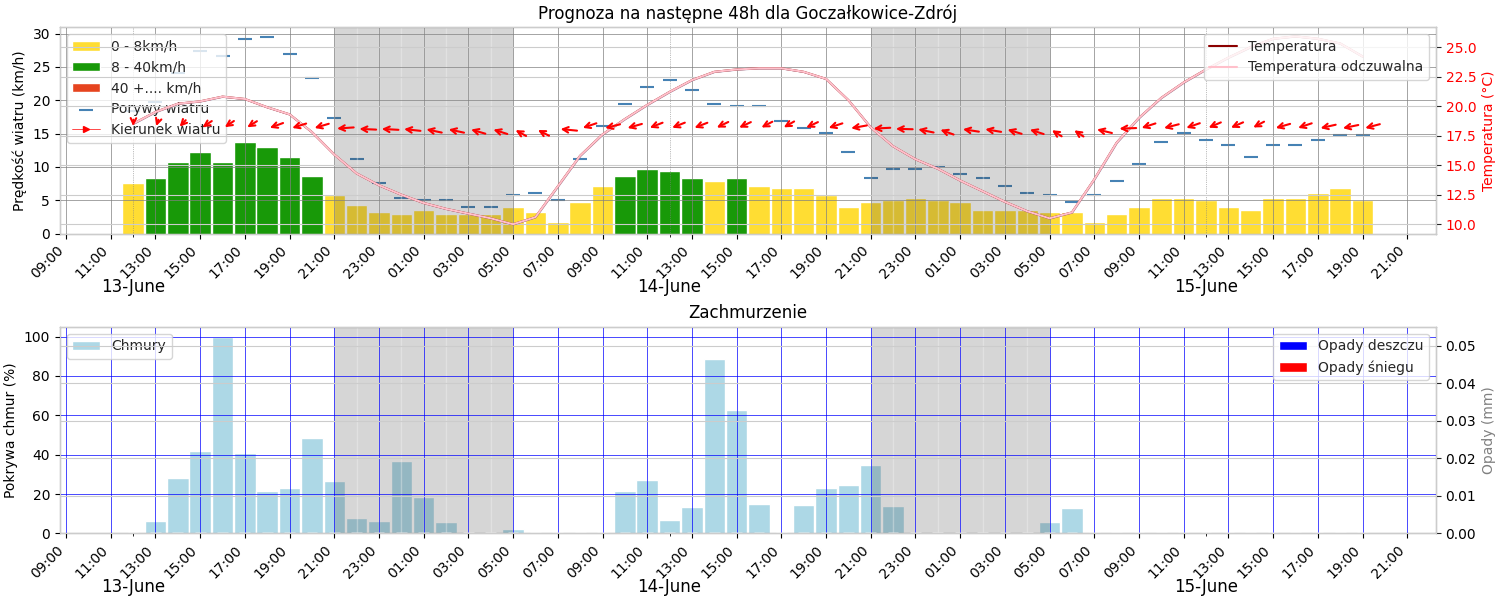 Prognoza na następne 48h dla Goczałkowice-Zdrój
Prędkość wiatru (km/h)
30
25
20
15
10
5
0
0 - 8km/h
8 - 40km/h
40 +.... km/h
Porywy wiatru
Kierunek wiatru
Temperatura
Temperatura odczuwalna
25.0
22.5
20.0
17.5
15.0
12.5
10.0
Temperatura (°C)
09:00 11:00 13:00 15:00 17:00 19:00 21:00 23:00 01:00 03:00 05:00 07:00 09:00 11:00 13:00 15:00 17:00 19:00 21:00 23:00 01:00 03:00 05:00 07:00 09:00 11:00 13:00 15:00 17:00 19:00 21:00
13-June 14-June 15-June
Zachmurzenie
Pokrywa chmur (%)
100
80
60
40
20
0
Chmury
Opady deszczu
Opady śniegu
0.05
0.04
0.03
0.02
0.01
0.00
Opady (mm)
09:00 11:00 13:00 15:00 17:00 19:00 21:00 23:00 01:00 03:00 05:00 07:00 09:00 11:00 13:00 15:00 17:00 19:00 21:00 23:00 01:00 03:00 05:00 07:00 09:00 11:00 13:00 15:00 17:00 19:00 21:00
13-June 14-June 15-June